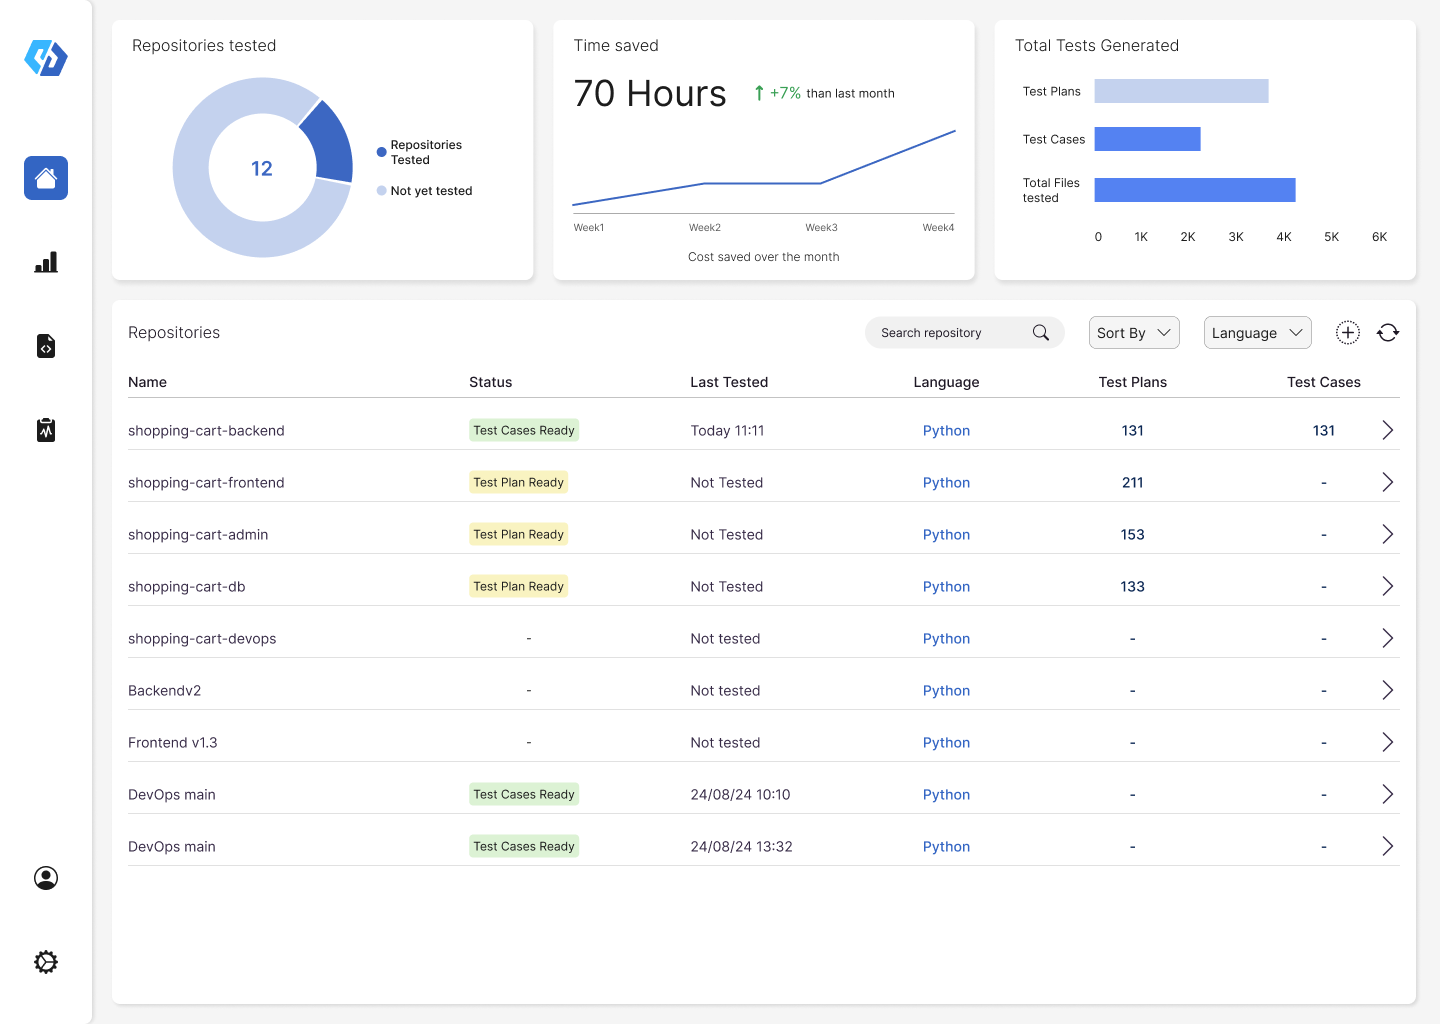 Repositories tested
12
Repositories
Tested
Not yet tested
Time saved
70 Hours
↑ +7% than last month
Week1 Week2 Week3 Week4
Cost saved over the month
Total Tests Generated
Test Plans
Test Cases
Total Files
tested
0 1K 2K 3K 4K 5K 6K
Repositories
Search repository
Sort By
Language
Name Status Last Tested Language Test Plans Test Cases
shopping-cart-backend Test Cases Ready Today 11:11 Python 131 131
shopping-cart-frontend Test Plan Ready Not Tested Python 211 -
shopping-cart-admin Test Plan Ready Not Tested Python 153 -
shopping-cart-db Test Plan Ready Not Tested Python 133 -
shopping-cart-devops - Not tested Python - -
Backendv2 - Not tested Python - -
Frontend v1.3 - Not tested Python - -
DevOps main Test Cases Ready 24/08/24 10:10 Python - -
DevOps main Test Cases Ready 24/08/24 13:32 Python - -